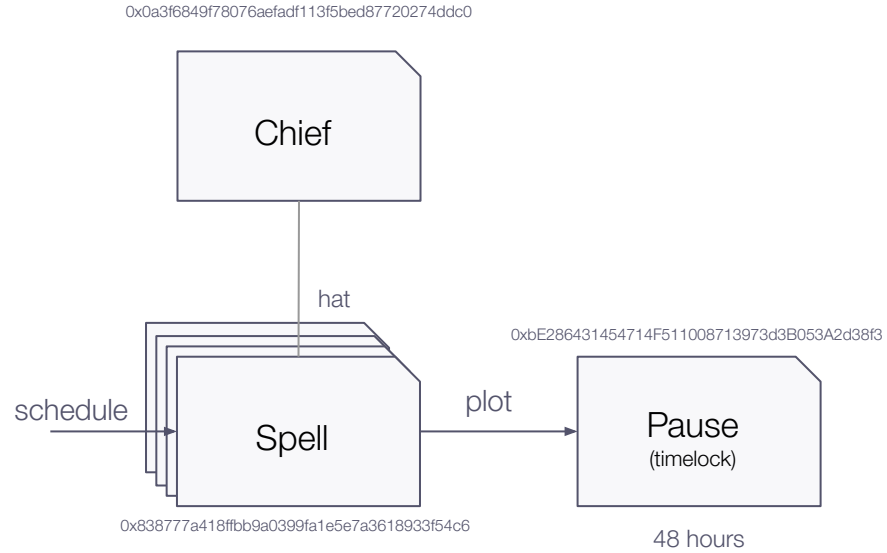 0x0a3f6849f78076aefadf113f5bed87720274ddc0
Chief
hat
0xbE286431454714F511008713973d3B053A2d38f3
schedule
plot
Spell
Pause
(timelock)
0x838777a418ffbb9a0399fa1e5e7a3618933f54c6
48 hours